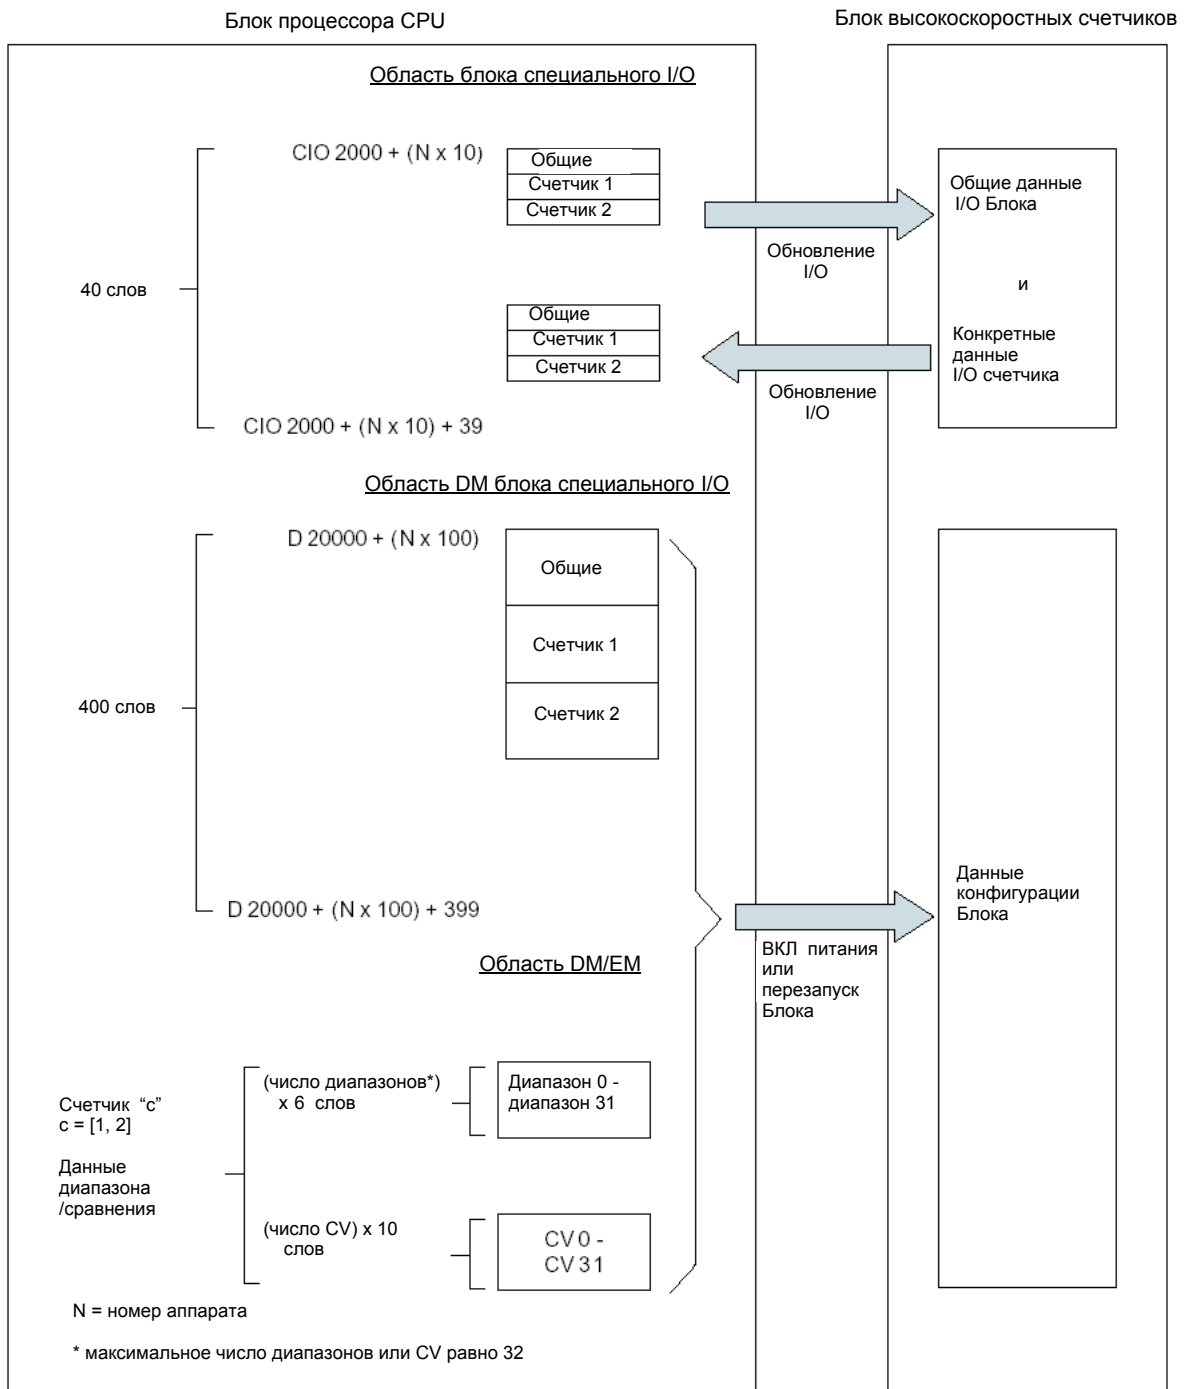 Блок процессора CPU
Блок высокоскоростных счетчиков
Область блока специального I/O
CIO 2000 + (N x 10)
Общие
Счетчик 1
Счетчик 2
Общие данные
I/O Блока
Обновление
I/O
40 слов
и
Общие
Счетчик 1
Счетчик 2
Конкретные
данные
I/O счетчика
Обновление
I/O
CIO 2000 + (N x 10) + 39
Область DM блока специального I/O
D 20000 + (N x 100)
Общие
Счетчик 1
400 слов
Счетчик 2
Данные
конфигурации
Блока
D 20000 + (N x 100) + 399
ВКЛ питания
или
перезапуск
Блока
Область DM/EM
(число диапазонов*)
x 6 слов
Диапазон 0 -
диапазон 31
Счетчик “с”
с = [1, 2]
Данные
диапазона
/сравнения
(число CV) x 10
слов
CV 0 -
CV 31
N = номер аппарата
* максимальное число диапазонов или CV равно 32